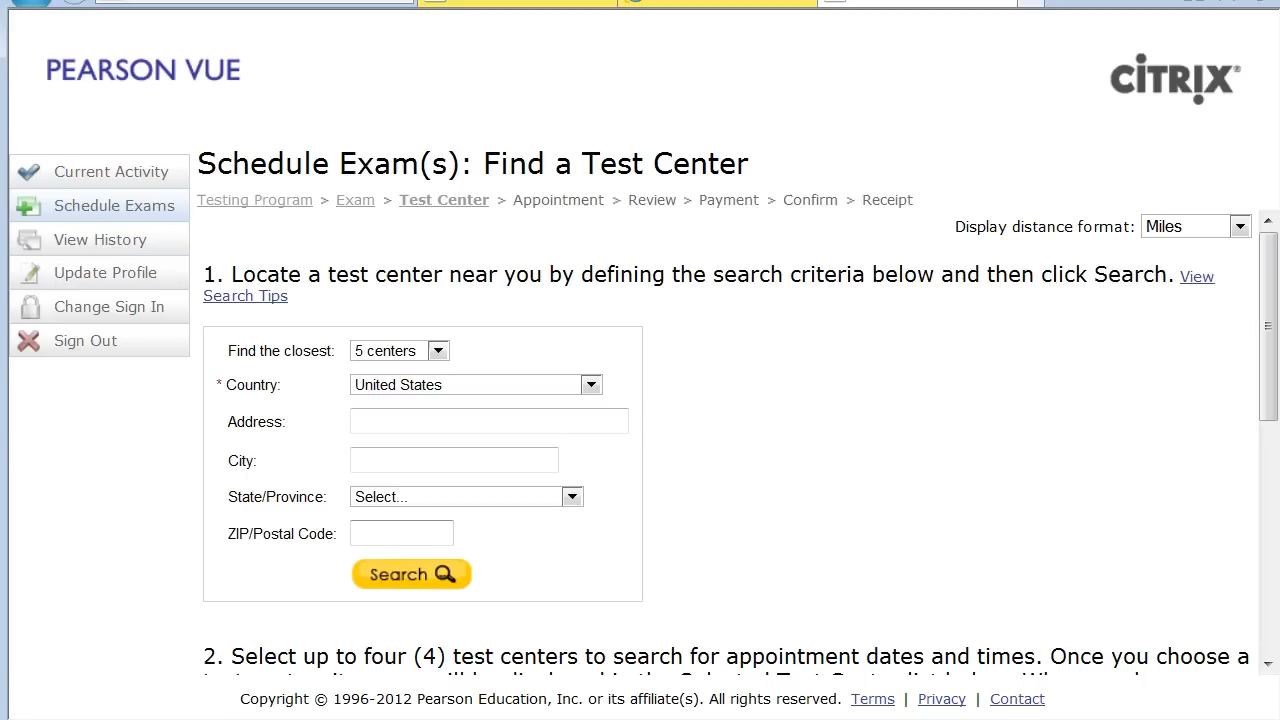 PEARSON VUE
CİTRIX®
Current Activity
Schedule Exams
View History
Update Profile
Change Sign In
Sign Out
Schedule Exam(s): Find a Test Center
Testing Program > Exam > Test Center > Appointment > Review > Payment > Confirm > Receipt
Display distance format: Miles
1. Locate a test center near you by defining the search criteria below and then click Search. View
Search Tips
Find the closest: 5 centers
* Country: United States
Address:
City:
State/Province: Select...
ZIP/Postal Code:
Search
2. Select up to four (4) test centers to search for appointment dates and times. Once you choose a
Copyright © 1996-2012 Pearson Education, Inc. or its affiliate(s). All rights reserved. Terms | Privacy | Contact